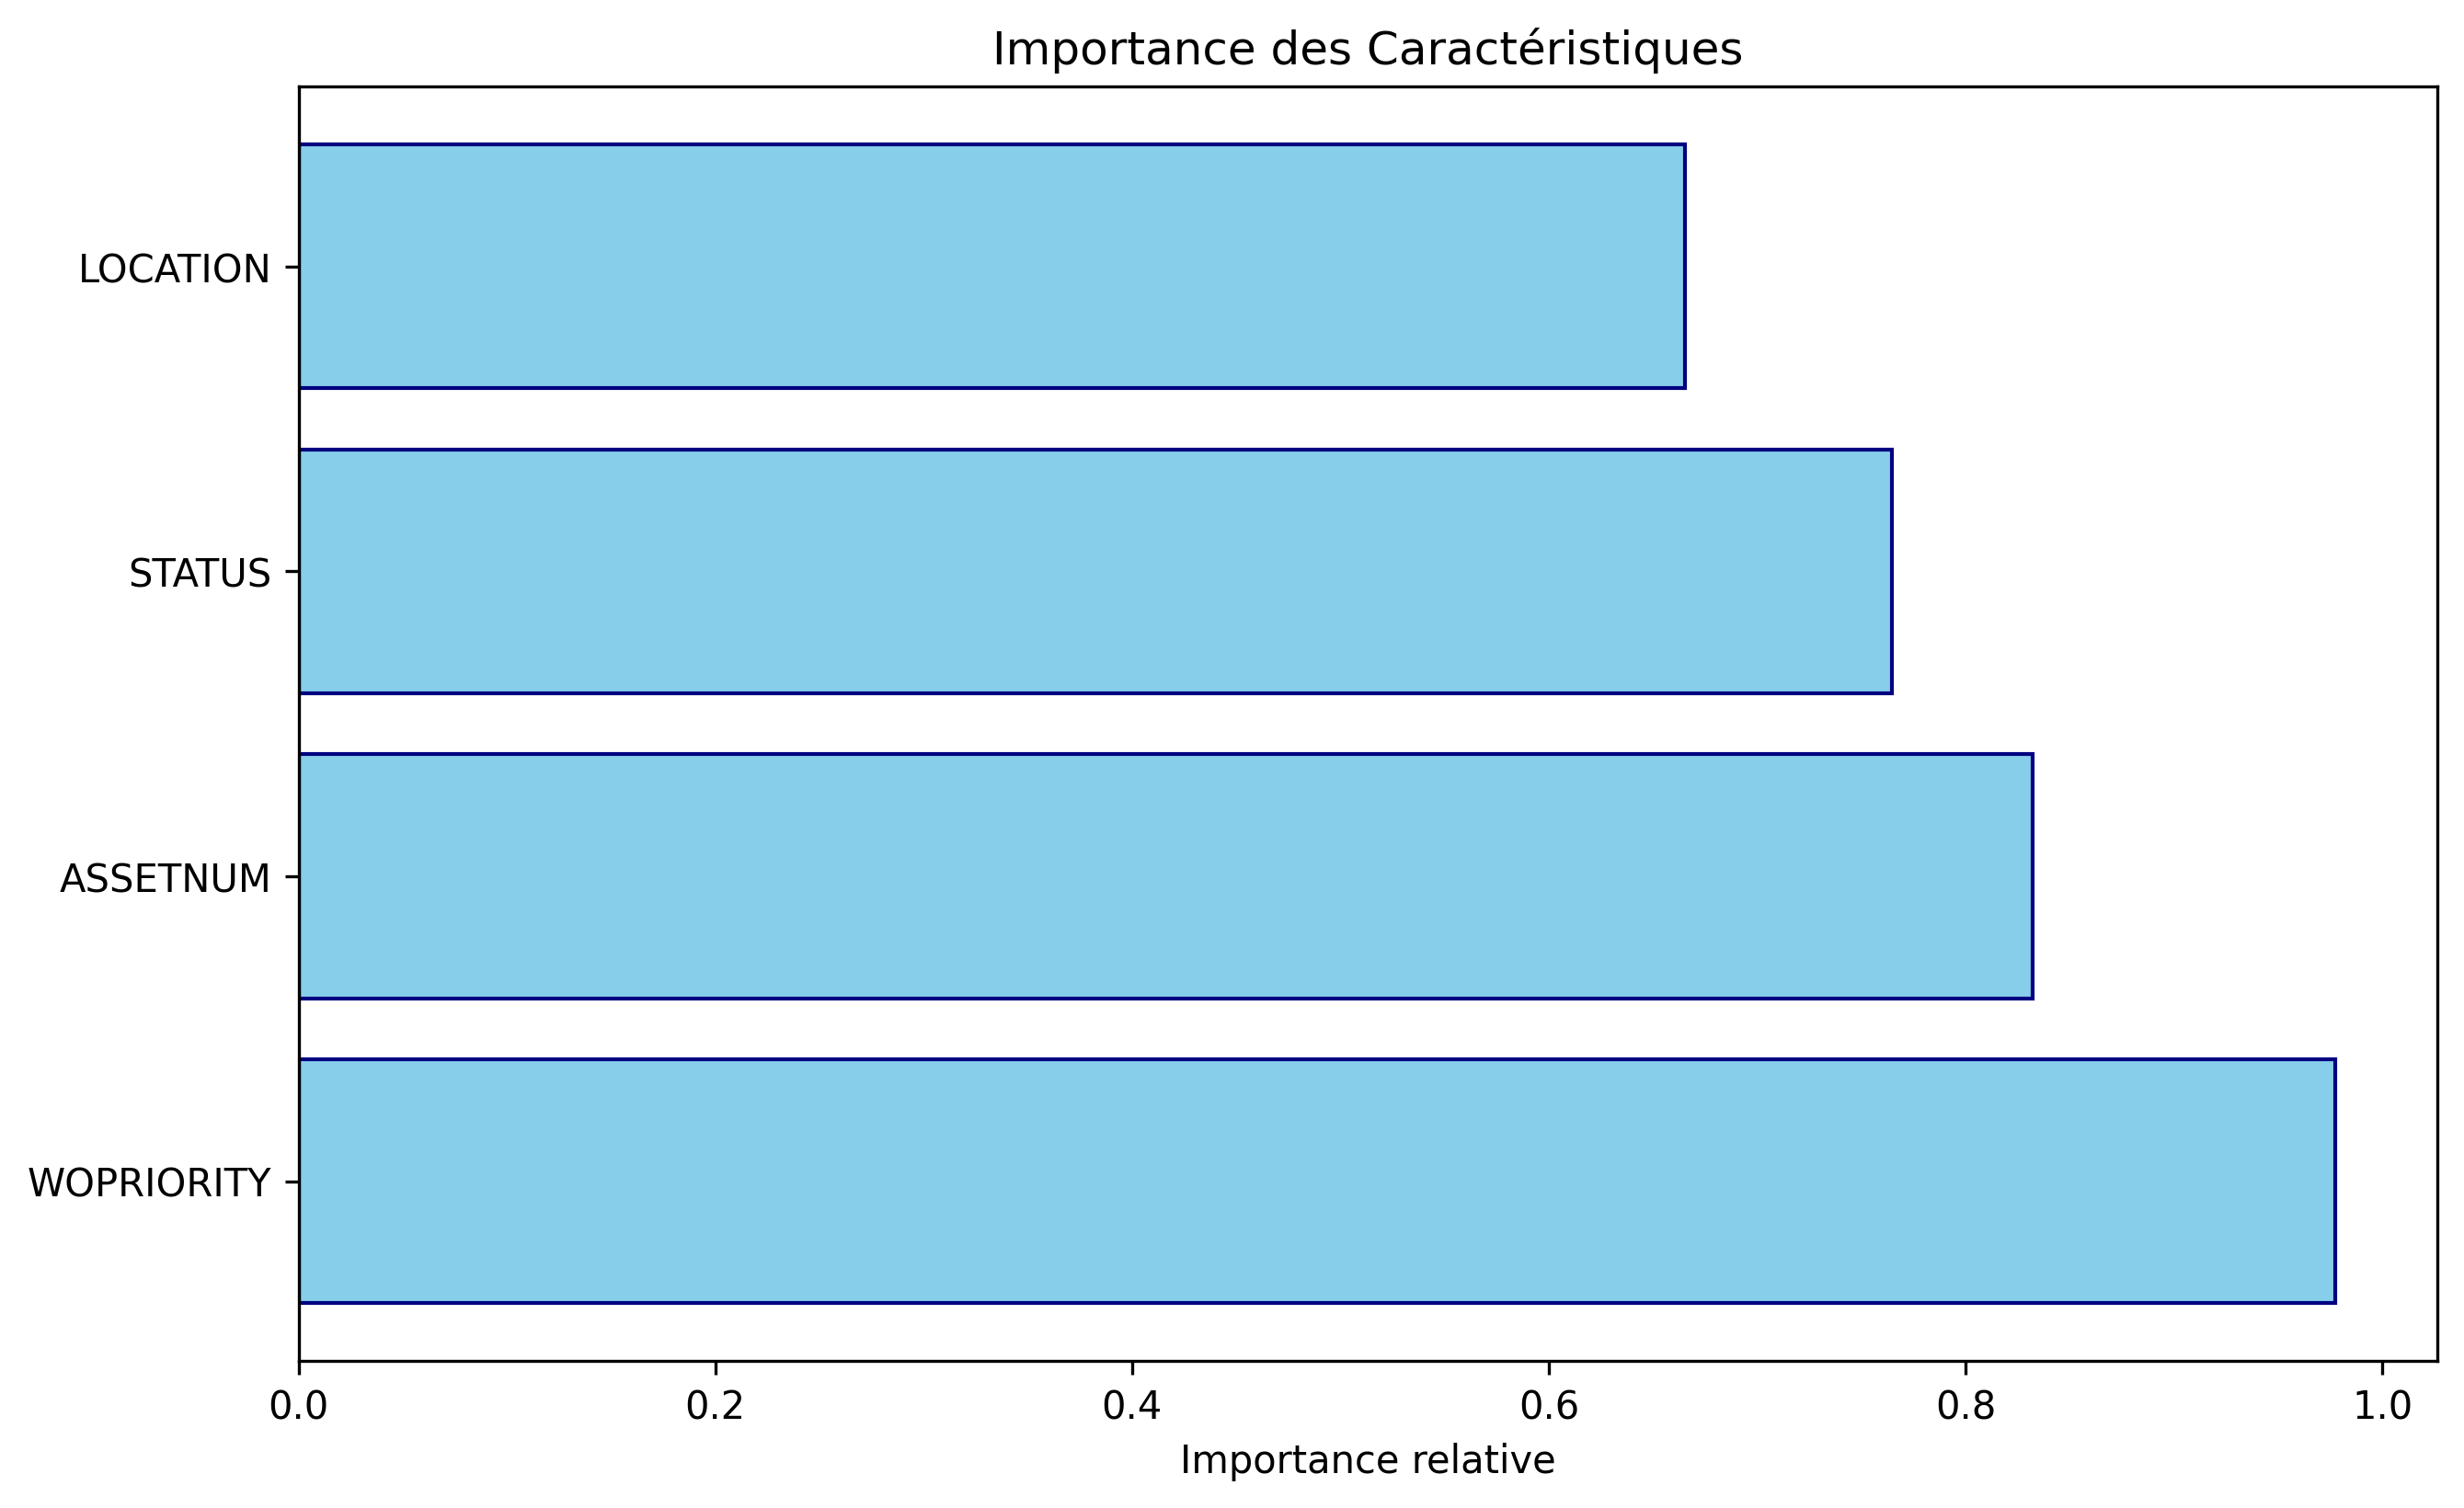 Importance des Caractéristiques
LOCATION
STATUS
ASSETNUM
WOPRIORITY
0.0 0.2 0.4 0.6 0.8 1.0
Importance relative